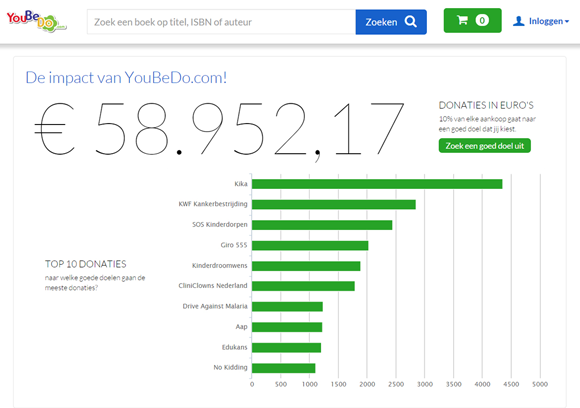 YouBeDo.com
Zoek een boek op titel, ISBN of auteur
Zoeken
0
Inloggen
De impact van YouBeDo.com!
€ 58.952,17
DONATIES IN EURO'S
10% van elke aankoop gaat naar
een goed doel dat jij kiest.
Zoek een goed doel uit
TOP 10 DONATIES
naar welke goede doelen gaan de
meeste donaties?
Kika
KWF Kankerbestrijding
SOS Kinderdorpen
Giro 555
Kinderdroomwens
CliniClowns Nederland
Drive Against Malaria
Aap
Edukans
No Kidding
0 500 1000 1500 2000 2500 3000 3500 4000 4500 5000